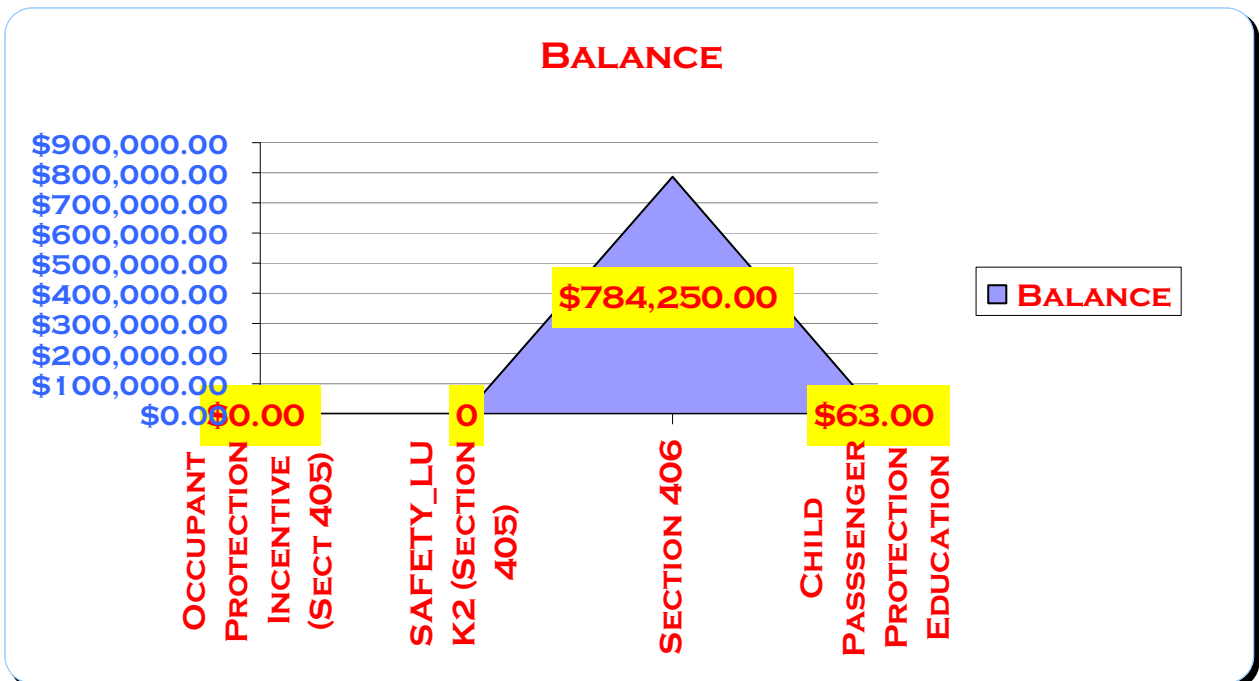 BALANCE
$900,000.00
$800,000.00
$700,000.00
$600,000.00
$500,000.00
$400,000.00
$300,000.00
$200,000.00
$100,000.00
$0.00
$0.00
0
$784,250.00
$63.00
OCCUPANT
PROTECTION
INCENTIVE
(SECT 405)
SAFETY_LU
K2 (SECTION
405)
SECTION 406
CHILD
PASSSENGER
PROTECTION
EDUCATION
BALANCE